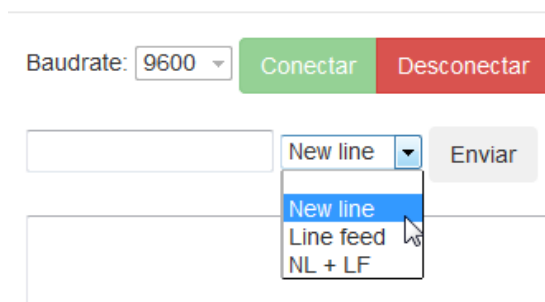 Baudrate: 9600 Conectar Desconectar
New line Enviar
New line
Line feed
NL + LF